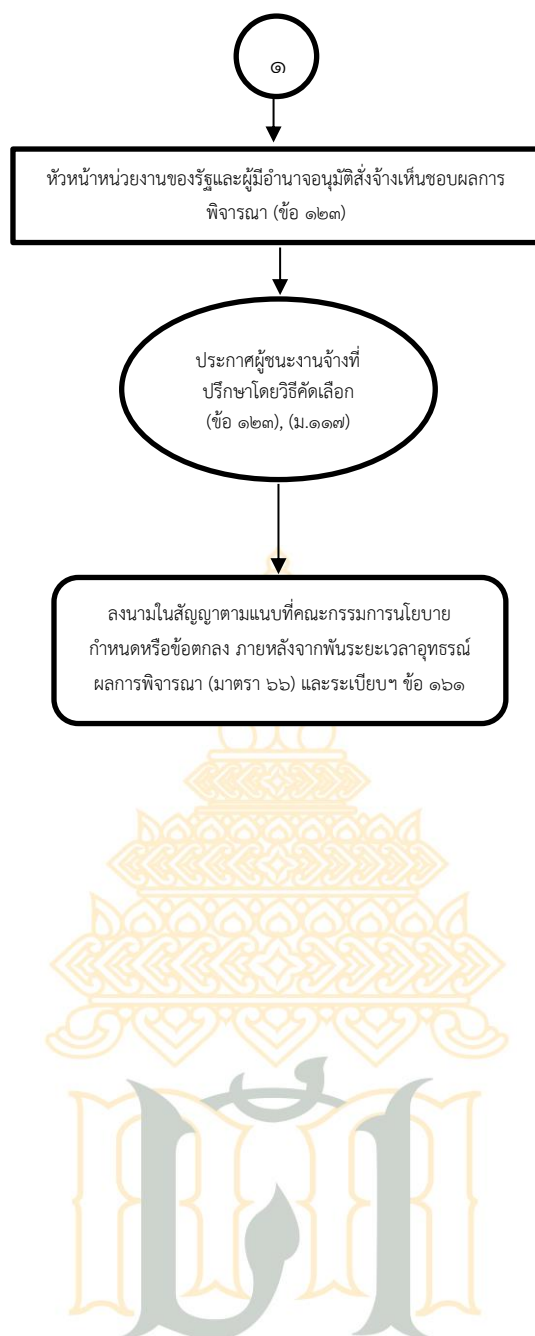 ๑
หัวหน้าหน่วยงานของรัฐและผู้มีอำนาจอนุมัติสั่งจ้างเห็นชอบผลการ
พิจารณา (ข้อ ๑๒๓)
ประกาศผู้ชนะงานจ้างที่
ปรึกษาโดยวิธีคัดเลือก
(ข้อ ๑๒๓), (ม.๑๑๗)
ลงนามในสัญญาตามแนบที่คณะกรรมการนโยบาย
กำหนดหรือข้อตกลง ภายหลังจากพันระยะเวลาอุทธรณ์
ผลการพิจารณา (มาตรา ๖๖) และระเบียบฯ ข้อ ๑๖๑